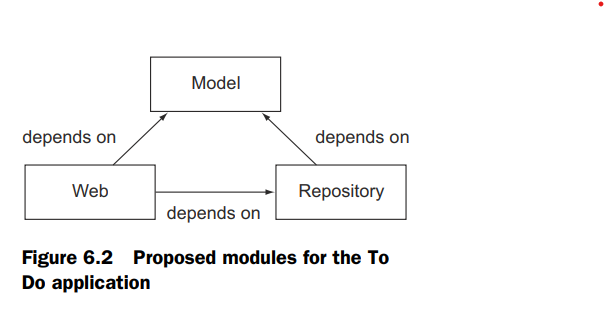 Model
depends on
depends on
Web
Repository
depends on
Figure 6.2 Proposed modules for the To
Do application